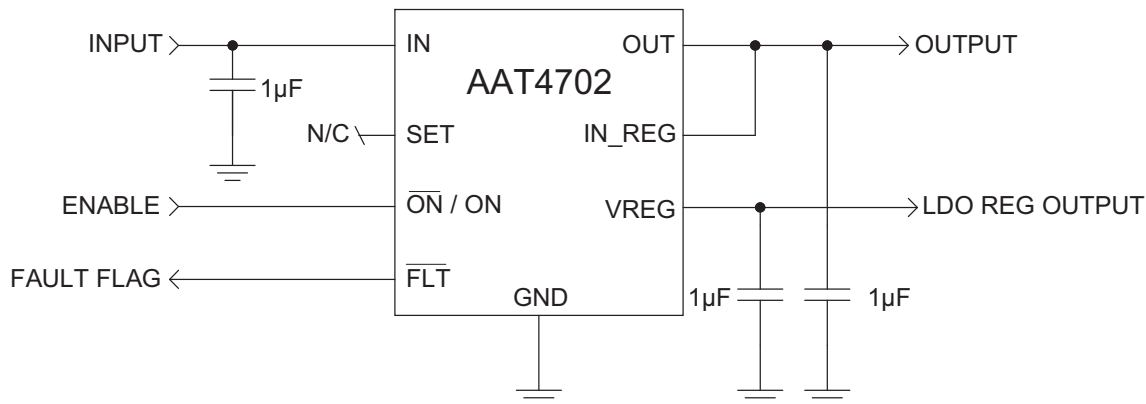 INPUT
IN
OUT
OUTPUT
AAT4702
1µF
N/C
SET
IN_REG
ENABLE
ON / ON
VREG
LDO REG OUTPUT
FAULT FLAG
FLT
GND
1µF
1µF